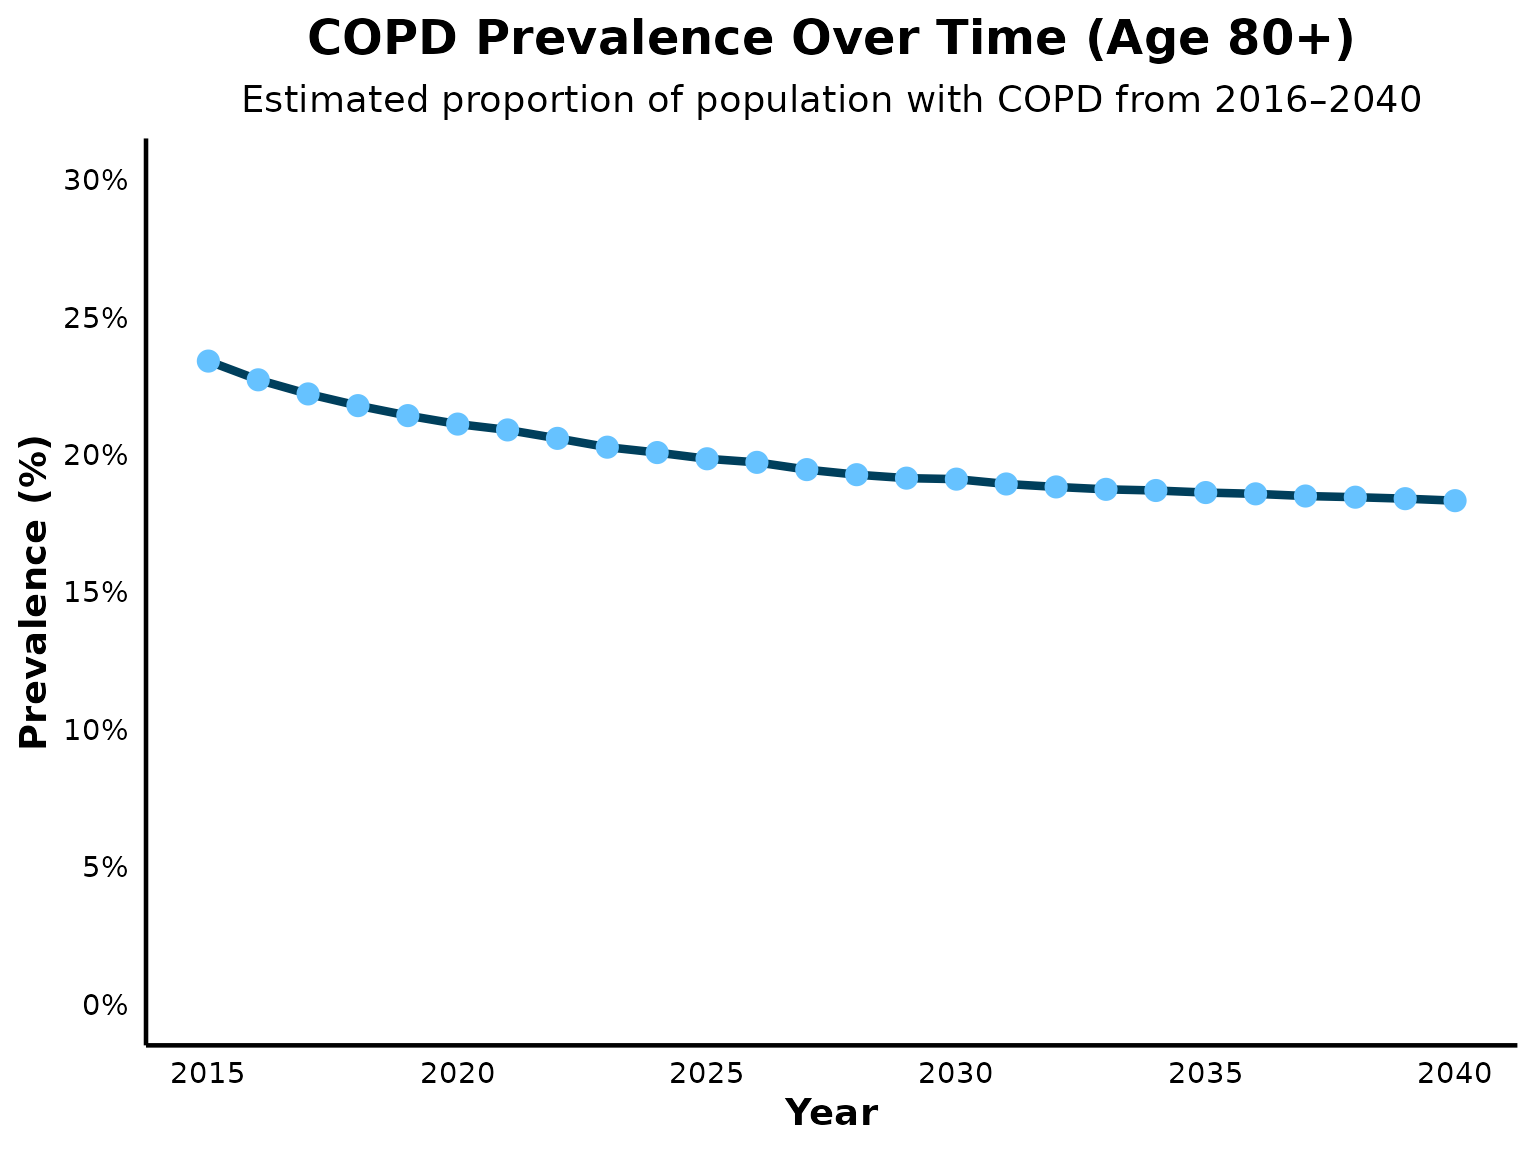 COPD Prevalence Over Time (Age 80+)
Estimated proportion of population with COPD from 2016–2040
Prevalence (%)
30%
25%
20%
15%
10%
5%
0%
2015 2020 2025 2030 2035 2040
Year